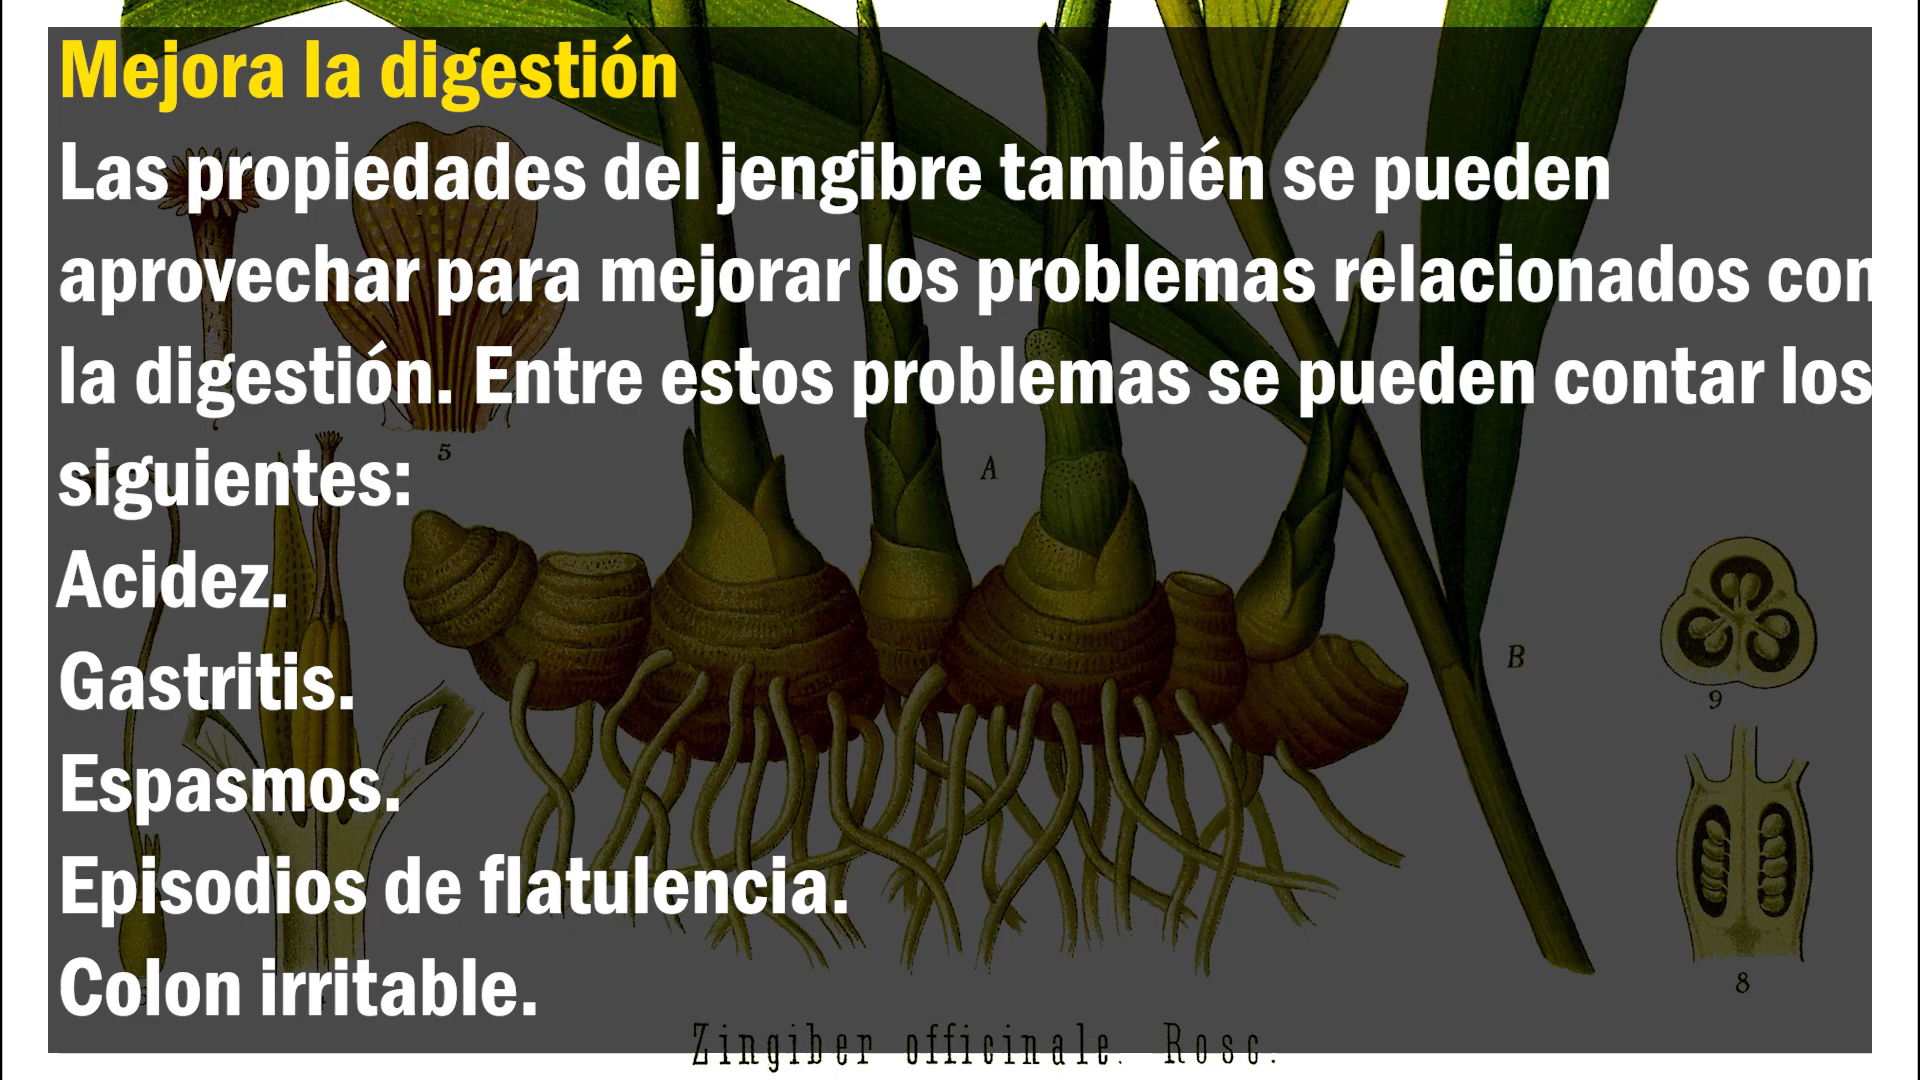 Mejora la digestión
Las propiedades del jengibre también se pueden
aprovechar para mejorar los problemas relacionados con
la digestión. Entre estos problemas se pueden contar los
siguientes:
Acidez.
Gastritis.
Espasmos.
Episodios de flatulencia.
Colon irritable.
5
A
B
9
8
Zingiber officinale. Rosc.